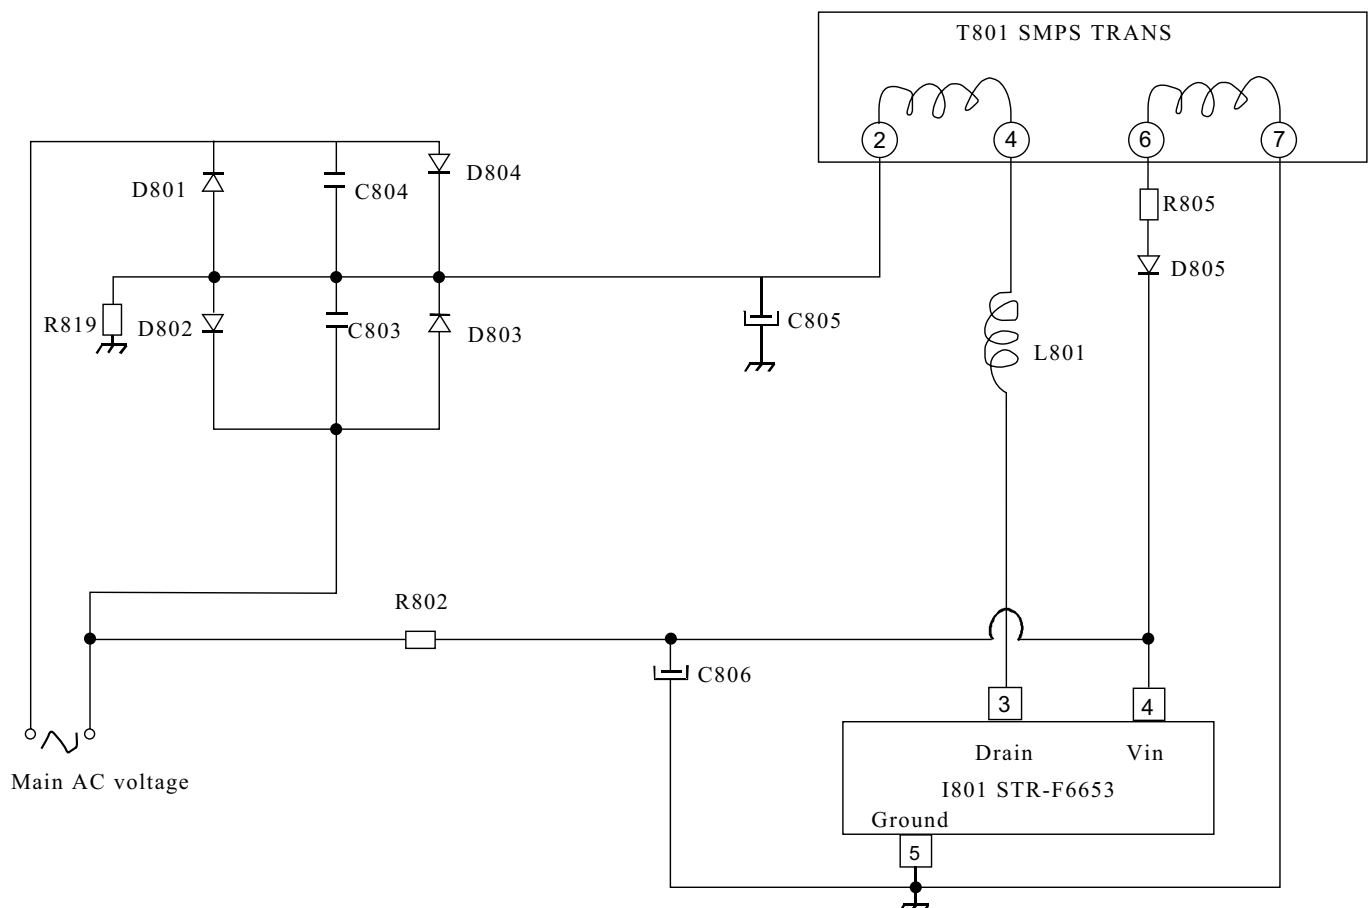 T801 SMPS TRANS
2
4
6
7
D801
C804
D804
R805
D805
R819
D802
C803
D803
C805
L801
R802
C806
3
4
Main AC voltage
Drain
Vin
I801 STR-F6653
Ground
5